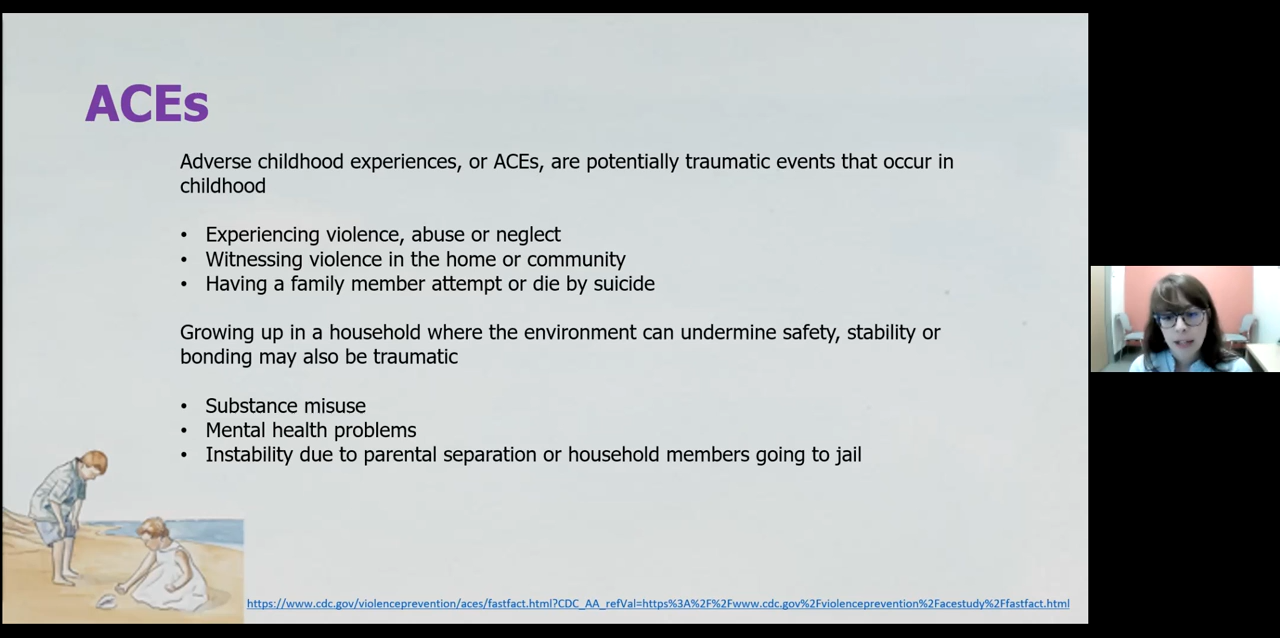 ACEs
Adverse childhood experiences, or ACEs, are potentially traumatic events that occur in
childhood
• Experiencing violence, abuse or neglect
• Witnessing violence in the home or community
• Having a family member attempt or die by suicide
Growing up in a household where the environment can undermine safety, stability or
bonding may also be traumatic
• Substance misuse
• Mental health problems
• Instability due to parental separation or household members going to jail
https://www.cdc.gov/violenceprevention/aces/fastfact.html?CDC_AA_refVal=https%3A%2F%2Fwww.cdc.gov%2Fviolenceprevention%2Facestudy%2Ffastfact.html